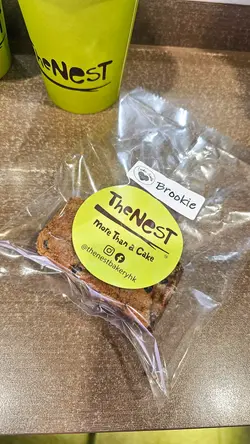 TheNesT
Brookie
TheNesT
More Than a Cake
@thenestbakeryhk